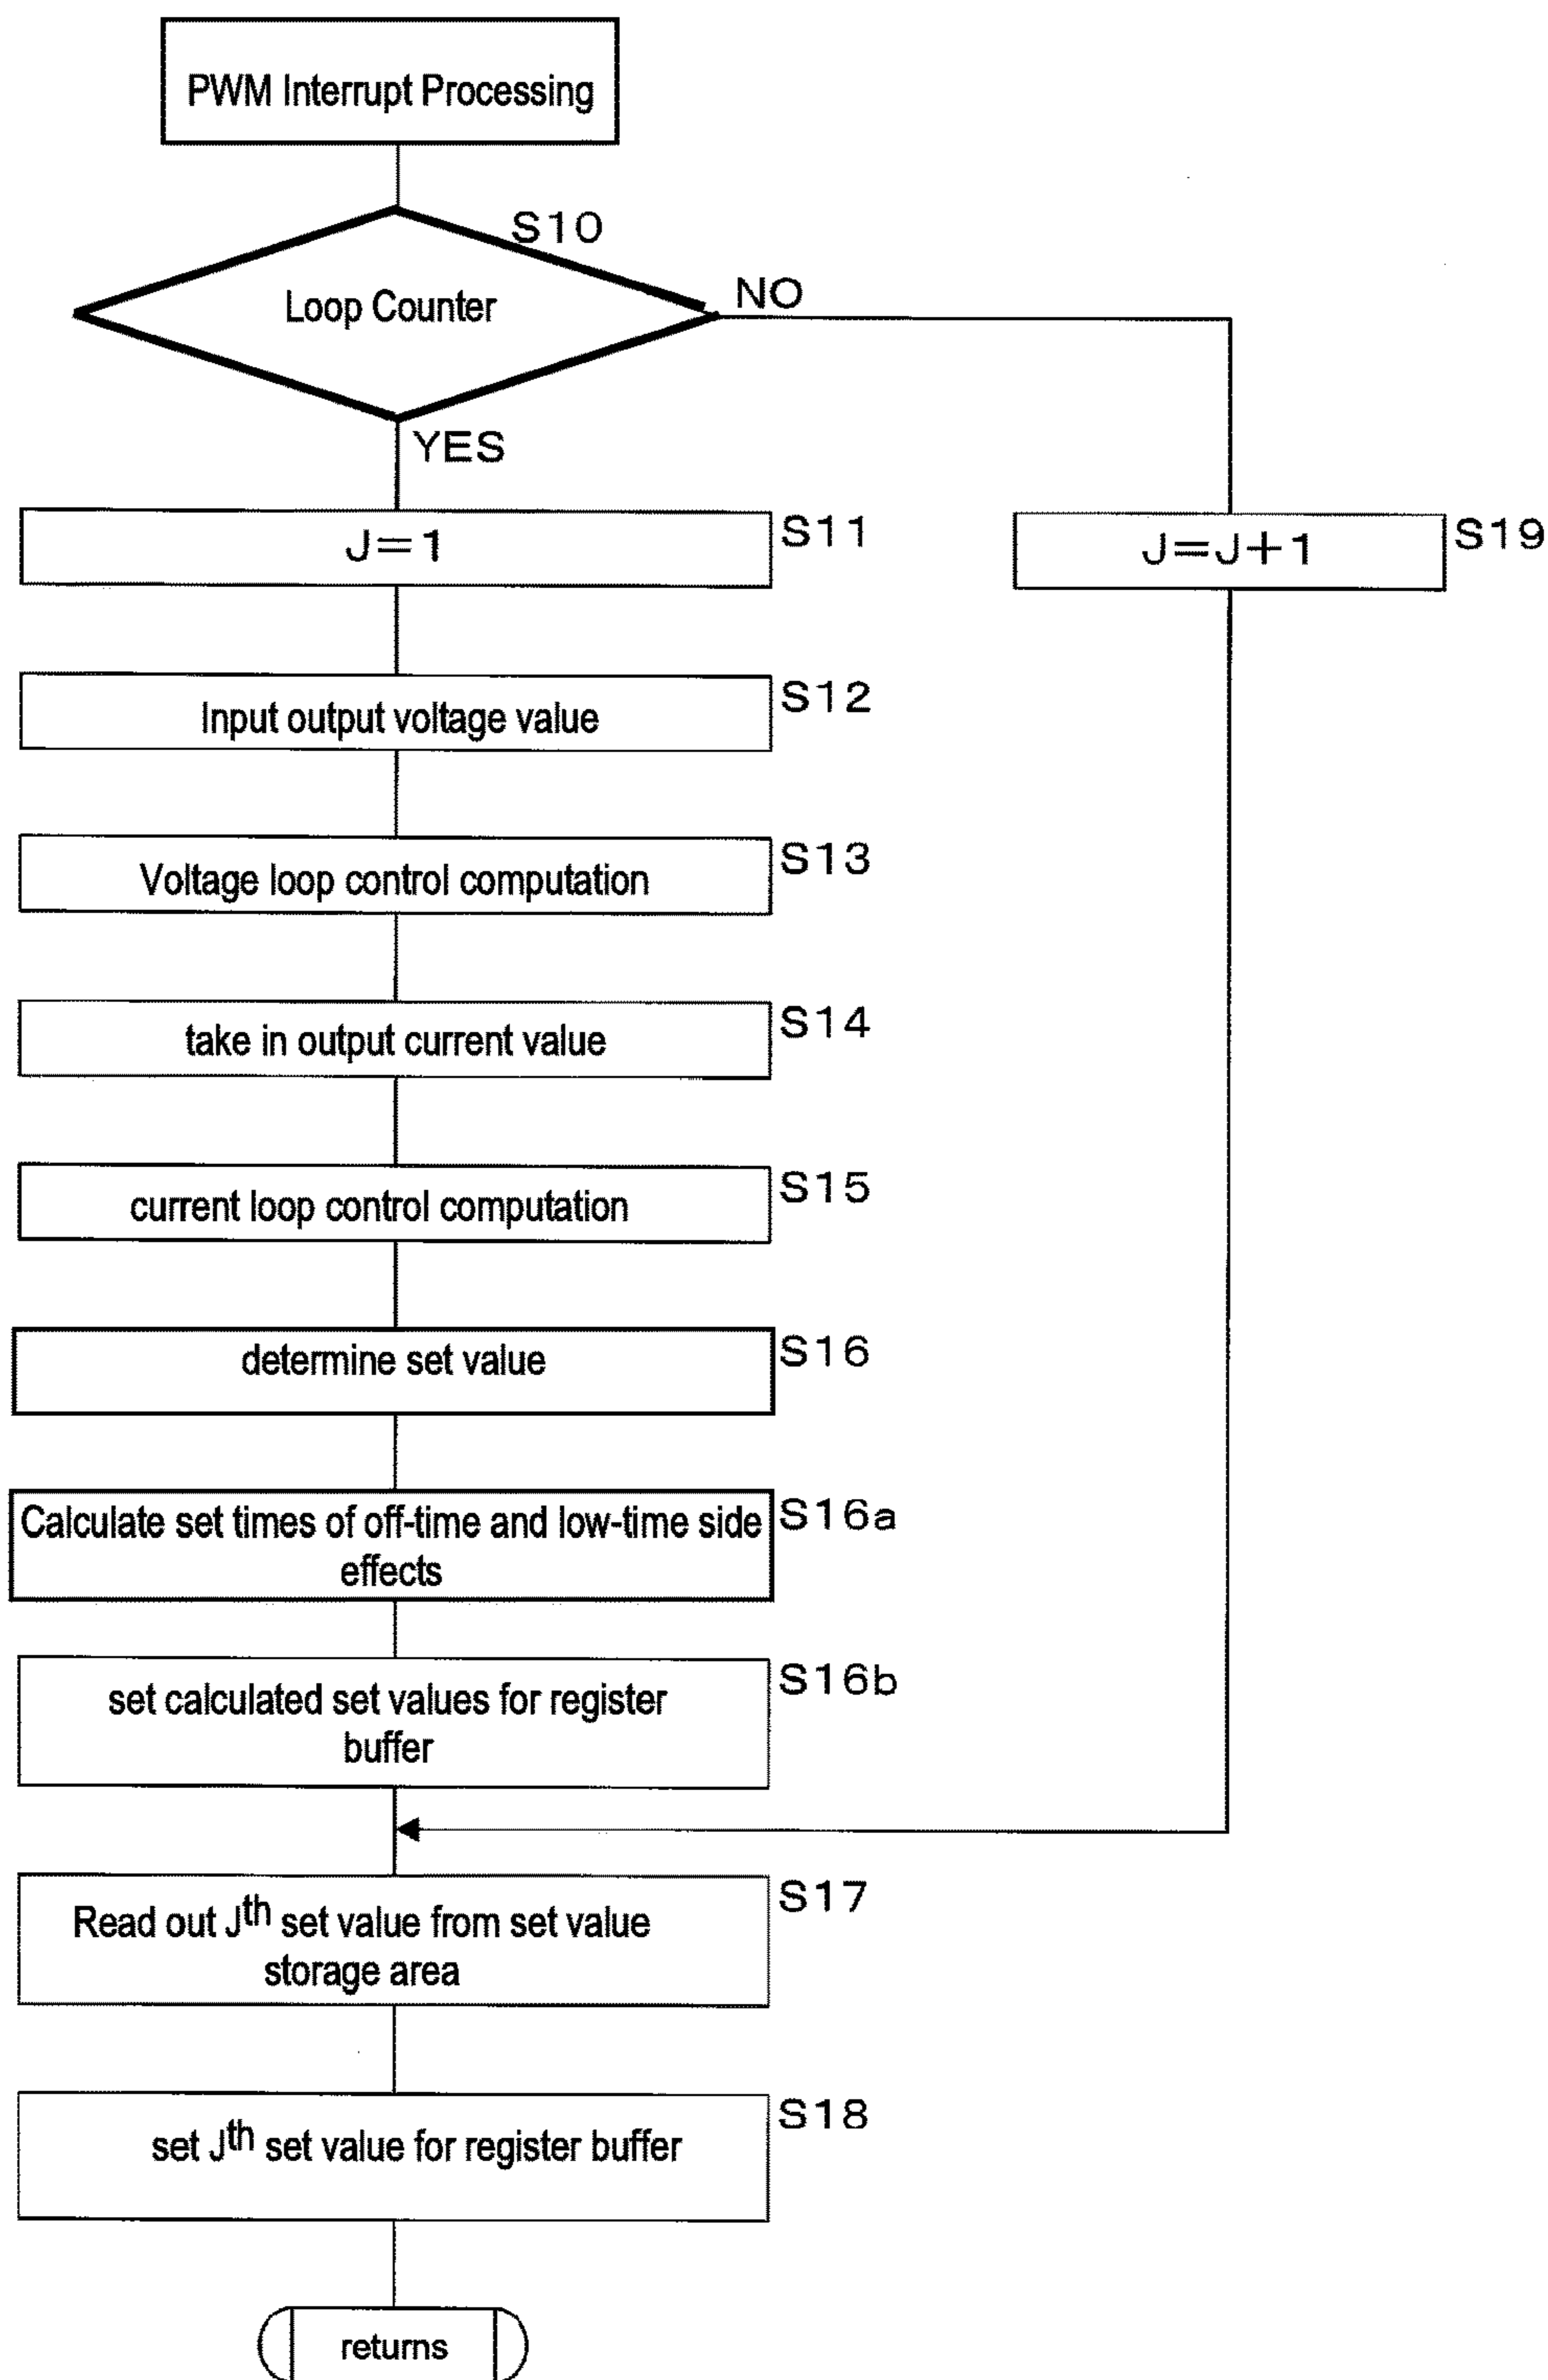 PWM Interrupt Processing
S10
Loop Counter
NO
YES
J=1
S11
J=J+1
S19
Input output voltage value
S12
Voltage loop control computation
S13
take in output current value
S14
current loop control computation
S15
determine set value
S16
Calculate set times of off-time and low-time side
effects
S16a
set calculated set values for register
buffer
S16b
Read out Jth set value from set value
storage area
S17
set Jth set value for register buffer
S18
returns